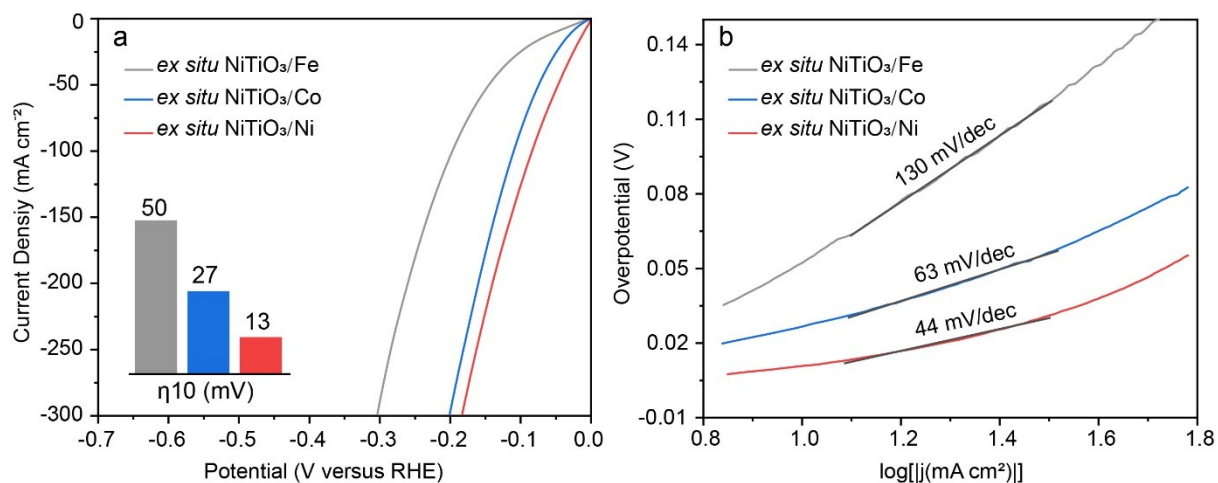 a
ex situ NiTiO₃/Fe
ex situ NiTiO₃/Co
ex situ NiTiO₃/Ni
50
27
13
η10 (mV)
Current Densiy (mA cm⁻²)
0
-50
-100
-150
-200
-250
-300
-0.7 -0.6 -0.5 -0.4 -0.3 -0.2 -0.1 0.0
Potential (V versus RHE)
b
ex situ NiTiO₃/Fe
ex situ NiTiO₃/Co
ex situ NiTiO₃/Ni
130 mV/dec
63 mV/dec
44 mV/dec
Overpotential (V)
0.14
0.11
0.08
0.05
0.02
-0.01
0.8 1.0 1.2 1.4 1.6 1.8
log[|j(mA cm²)|]